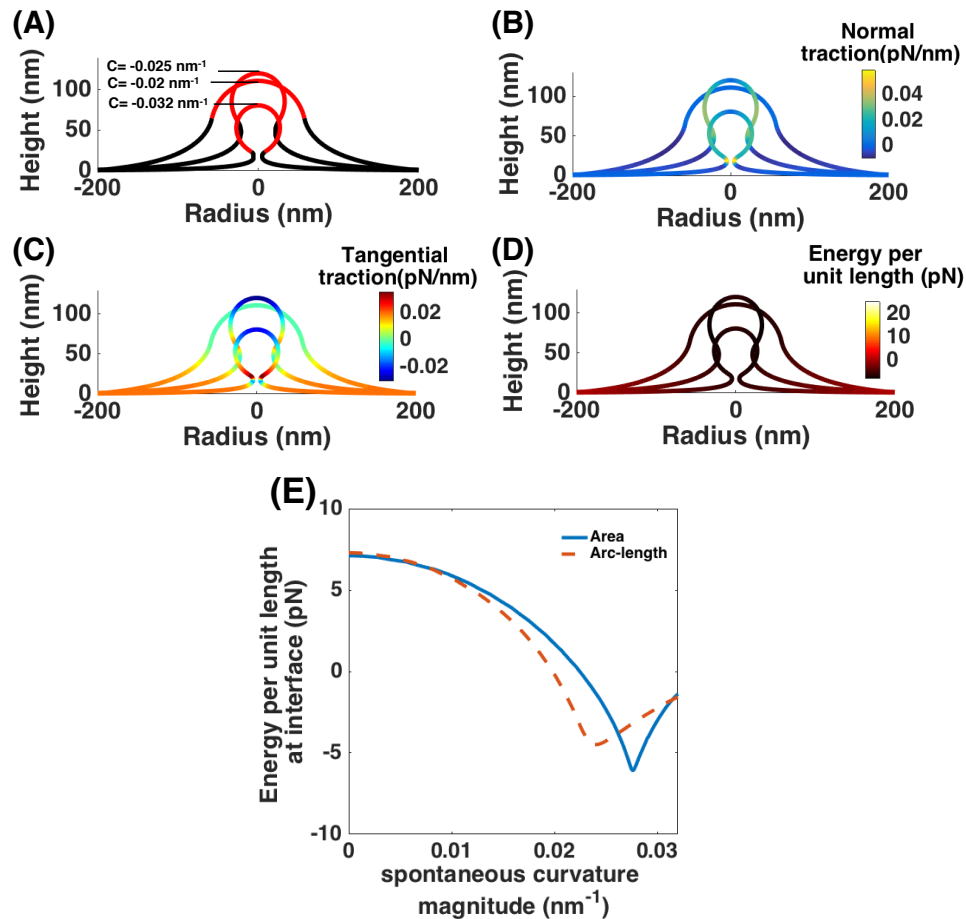 (A)
C= -0.025 nm⁻¹
C= -0.02 nm⁻¹
C= -0.032 nm⁻¹
Height (nm)
100
50
0
-200
0
200
Radius (nm)
(B)
Normal
traction(pN/nm)
0.04
0.02
0
Height (nm)
100
50
0
-200
0
200
Radius (nm)
(C)
Tangential
traction(pN/nm)
0.02
0
-0.02
Height (nm)
100
50
0
-200
0
200
Radius (nm)
(D)
Energy per
unit length (pN)
20
10
0
Height (nm)
100
50
0
-200
0
200
Radius (nm)
(E)
Energy per unit length
at interface (pN)
10
5
0
-5
-10
Area
Arc-length
0
0.01
0.02
0.03
spontaneous curvature
magnitude (nm⁻¹)